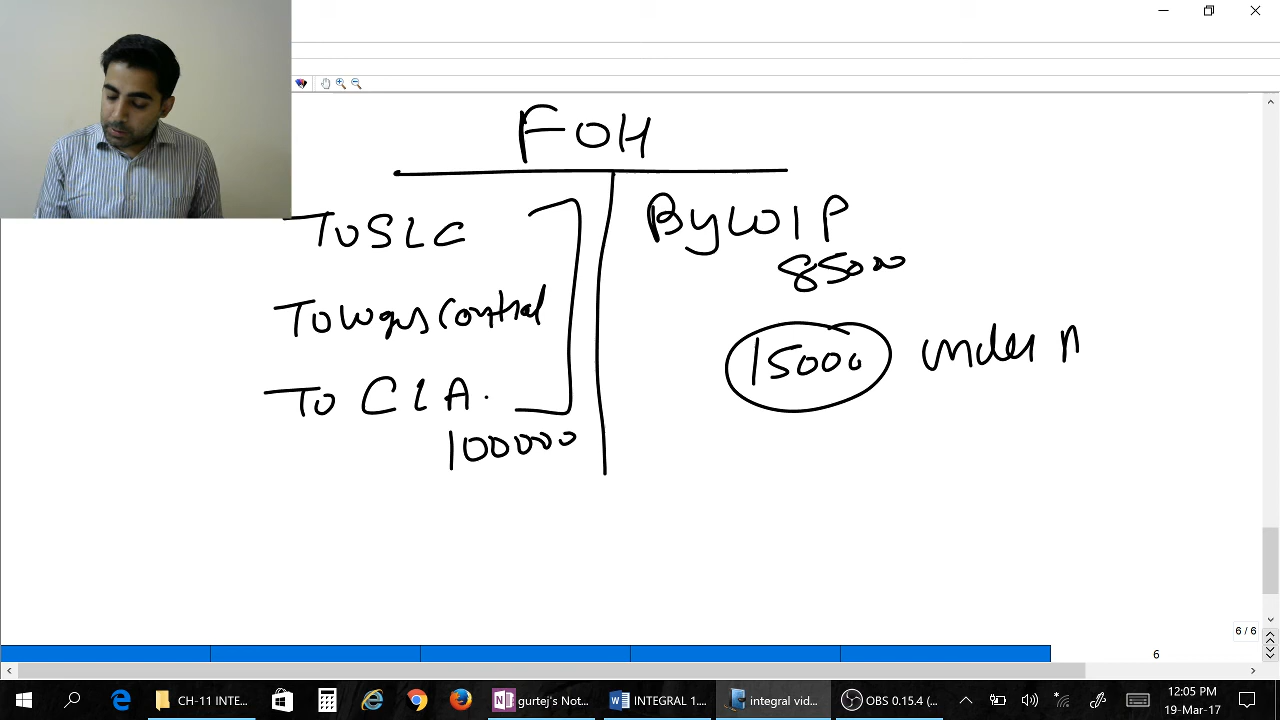 FOH
To SLC
To wages Control
To CLA.
100000
By WIP
85000
15000 under r
6 / 6
6
CH-11 INTE...
gurtej's Not...
INTEGRAL 1...
integral vid...
OBS 0.15.4 (...
12:05 PM
19-Mar-17